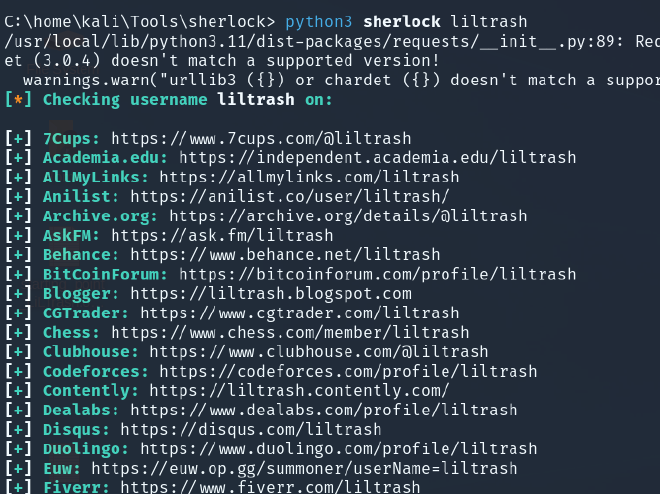 C:\home\kali\Tools\sherlock> python3 sherlock liltrash
/usr/local/lib/python3.11/dist-packages/requests/__init__.py:89: Req
et (3.0.4) doesn't match a supported version!
warnings.warn("urllib3 ({}) or chardet ({}) doesn't match a suppor
[*] Checking username liltrash on:
[+] 7Cups: https://www.7cups.com/@liltrash
[+] Academia.edu: https://independent.academia.edu/liltrash
[+] AllMyLinks: https://allmylinks.com/liltrash
[+] Anilist: https://anilist.co/user/liltrash/
[+] Archive.org: https://archive.org/details/@liltrash
[+] AskFM: https://ask.fm/liltrash
[+] Behance: https://www.behance.net/liltrash
[+] BitCoinForum: https://bitcoinforum.com/profile/liltrash
[+] Blogger: https://liltrash.blogspot.com
[+] CGTrader: https://www.cgtrader.com/liltrash
[+] Chess: https://www.chess.com/member/liltrash
[+] Clubhouse: https://www.clubhouse.com/@liltrash
[+] Codeforces: https://codeforces.com/profile/liltrash
[+] Contently: https://liltrash.contently.com/
[+] Dealabs: https://www.dealabs.com/profile/liltrash
[+] Disqus: https://disqus.com/liltrash
[+] Duolingo: https://www.duolingo.com/profile/liltrash
[+] Euw: https://euw.op.gg/summoner/userName=liltrash
[+] Fiverr: https://www.fiverr.com/liltrash